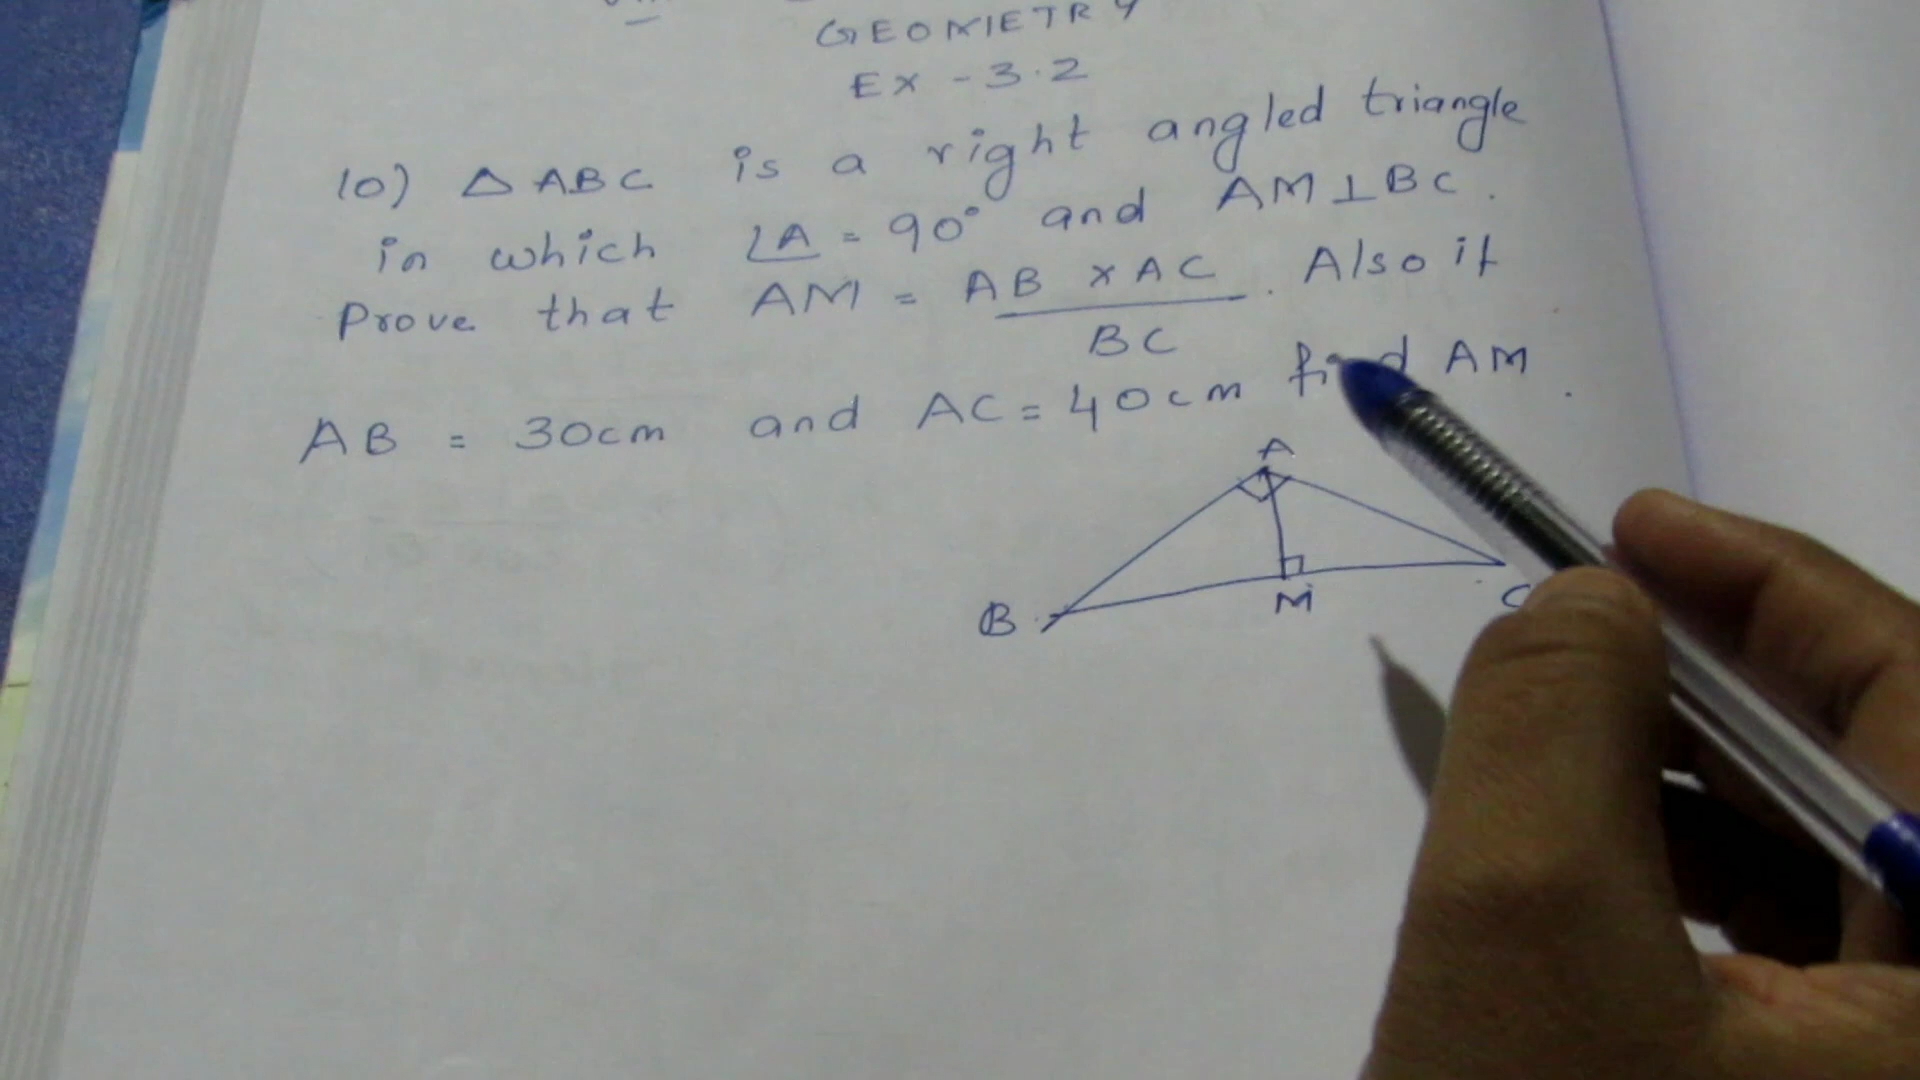 GEOMETRY
Ex - 3.2
10) △ ABC is a right angled triangle
in which ∠A = 90° and AM ⊥ BC.
Prove that AM = AB × AC / BC. Also if
AB = 30cm and AC = 40cm find AM.
A
B
M
C